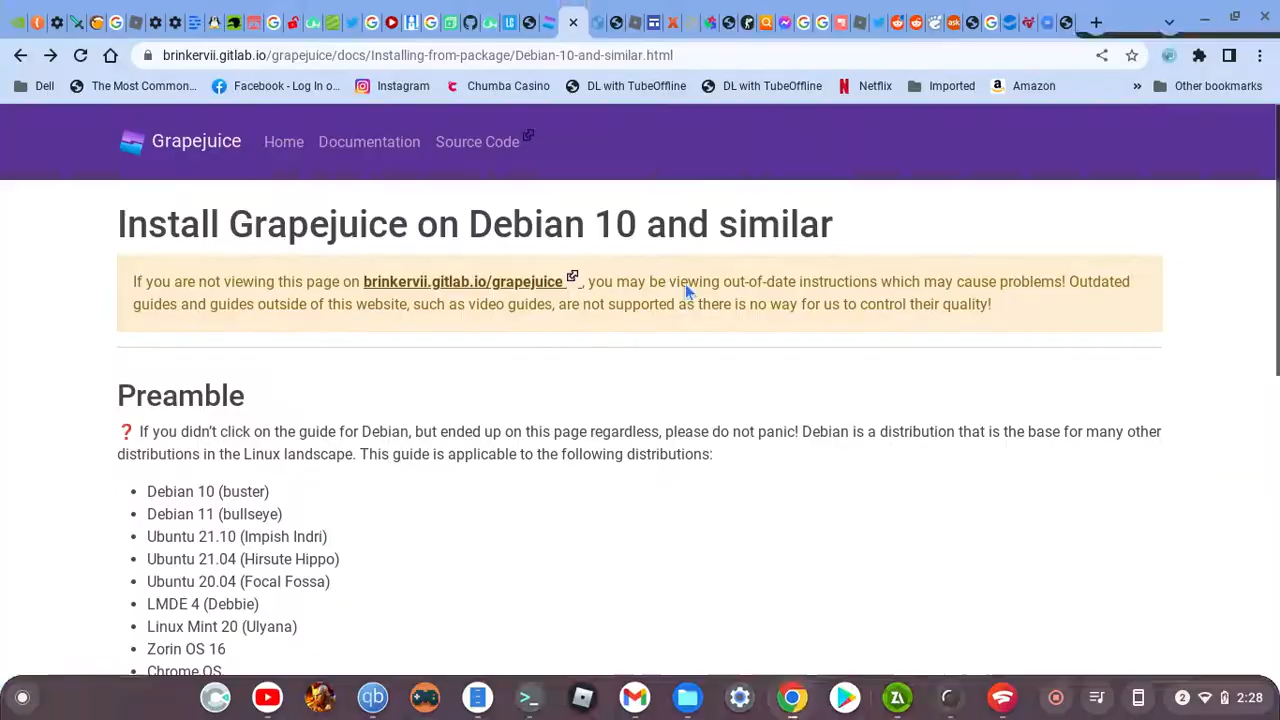 brinkervii.gitlab.io/grapejuice/docs/Installing-from-package/Debian-10-and-similar.html
Dell The Most Common... Facebook - Log In o... Instagram Chumba Casino DL with TubeOffline DL with TubeOffline Netflix Imported Amazon » Other bookmarks
Grapejuice Home Documentation Source Code
Install Grapejuice on Debian 10 and similar
If you are not viewing this page on brinkervii.gitlab.io/grapejuice , you may be viewing out-of-date instructions which may cause problems! Outdated
guides and guides outside of this website, such as video guides, are not supported as there is no way for us to control their quality!
Preamble
❓ If you didn't click on the guide for Debian, but ended up on this page regardless, please do not panic! Debian is a distribution that is the base for many other
distributions in the Linux landscape. This guide is applicable to the following distributions:
• Debian 10 (buster)
• Debian 11 (bullseye)
• Ubuntu 21.10 (Impish Indri)
• Ubuntu 21.04 (Hirsute Hippo)
• Ubuntu 20.04 (Focal Fossa)
• LMDE 4 (Debbie)
• Linux Mint 20 (Ulyana)
• Zorin OS 16
• Chrome OS
2 2:28